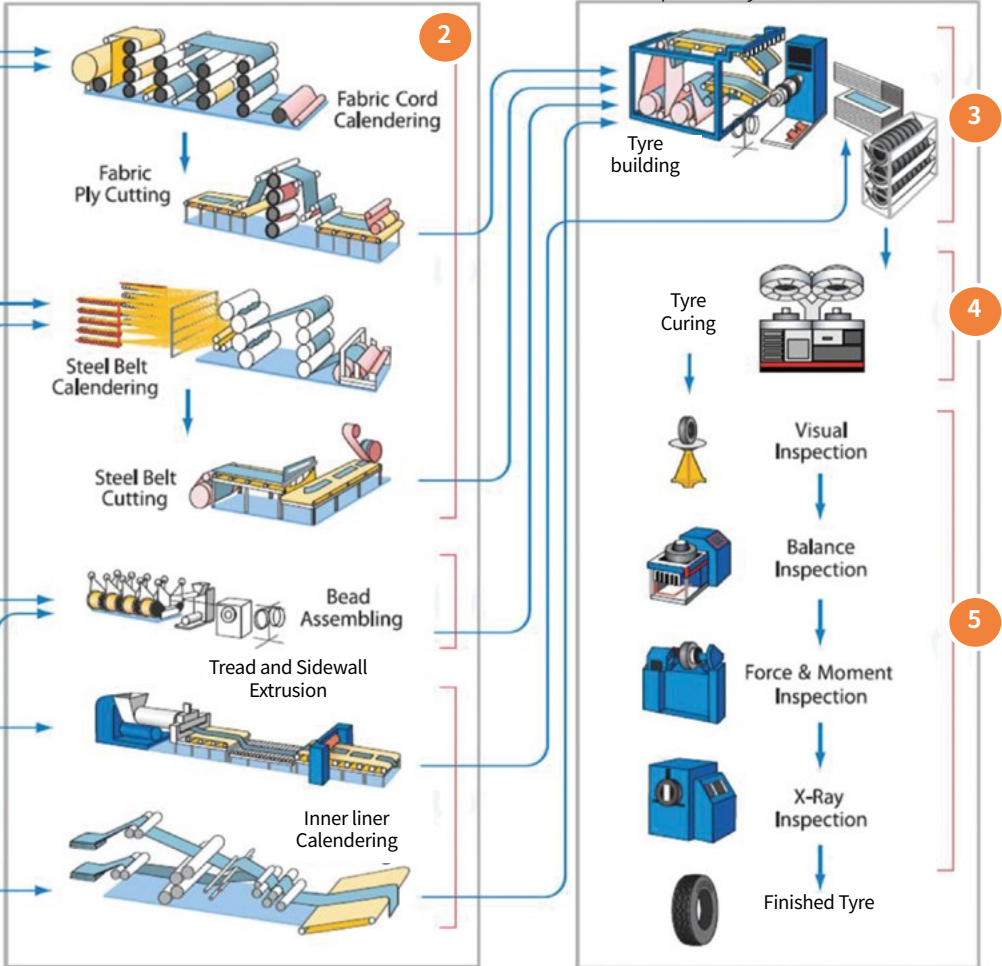 2
Fabric Cord
Calendering
Fabric
Ply Cutting
Steel Belt
Calendering
Steel Belt
Cutting
Bead
Assembling
Tread and Sidewall
Extrusion
Inner liner
Calendering
Tyre
building
3
Tyre
Curing
4
Visual
Inspection
Balance
Inspection
5
Force & Moment
Inspection
X-Ray
Inspection
Finished Tyre